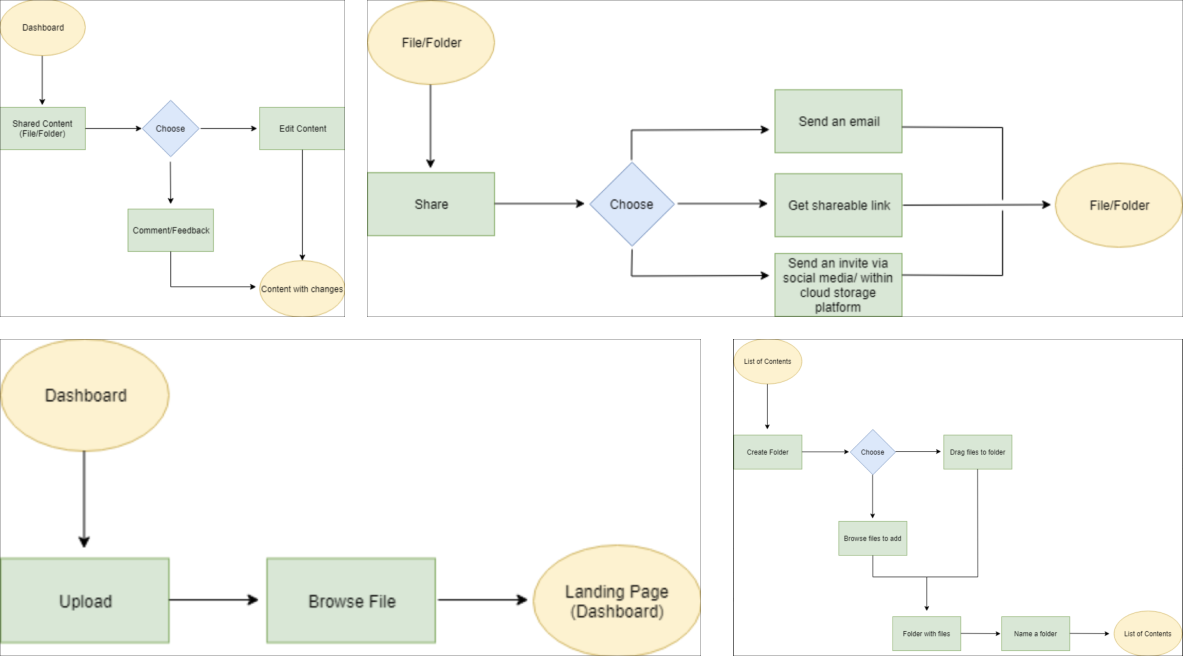 Dashboard
Shared Content
(File/Folder)
Choose
Edit Content
Comment/Feedback
Content with changes
File/Folder
Share
Choose
Send an email
Get shareable link
Send an invite via
social media/ within
cloud storage
platform
File/Folder
Dashboard
Upload
Browse File
Landing Page
(Dashboard)
List of Contents
Create Folder
Choose
Drag files to folder
Browse files to add
Folder with files
Name a folder
List of Contents